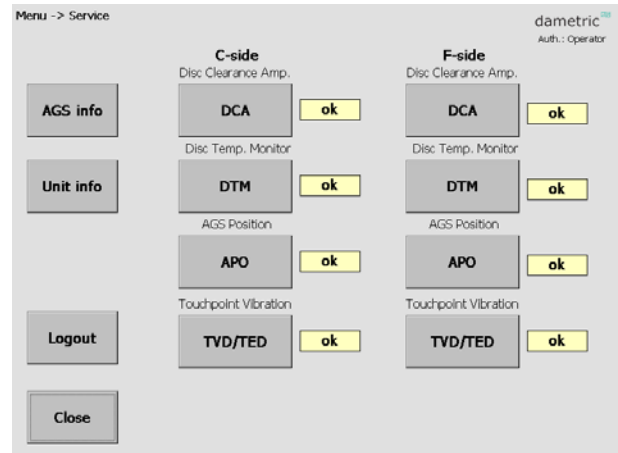 Menu -> Service
dametric
Auth.: Operator
C-side
F-side
Disc Clearance Amp.
Disc Clearance Amp.
AGS info
DCA
ok
DCA
ok
Disc Temp. Monitor
Disc Temp. Monitor
Unit info
DTM
ok
DTM
ok
AGS Position
AGS Position
APO
ok
APO
ok
Touchpoint Vibration
Touchpoint Vibration
Logout
TVD/TED
ok
TVD/TED
ok
Close